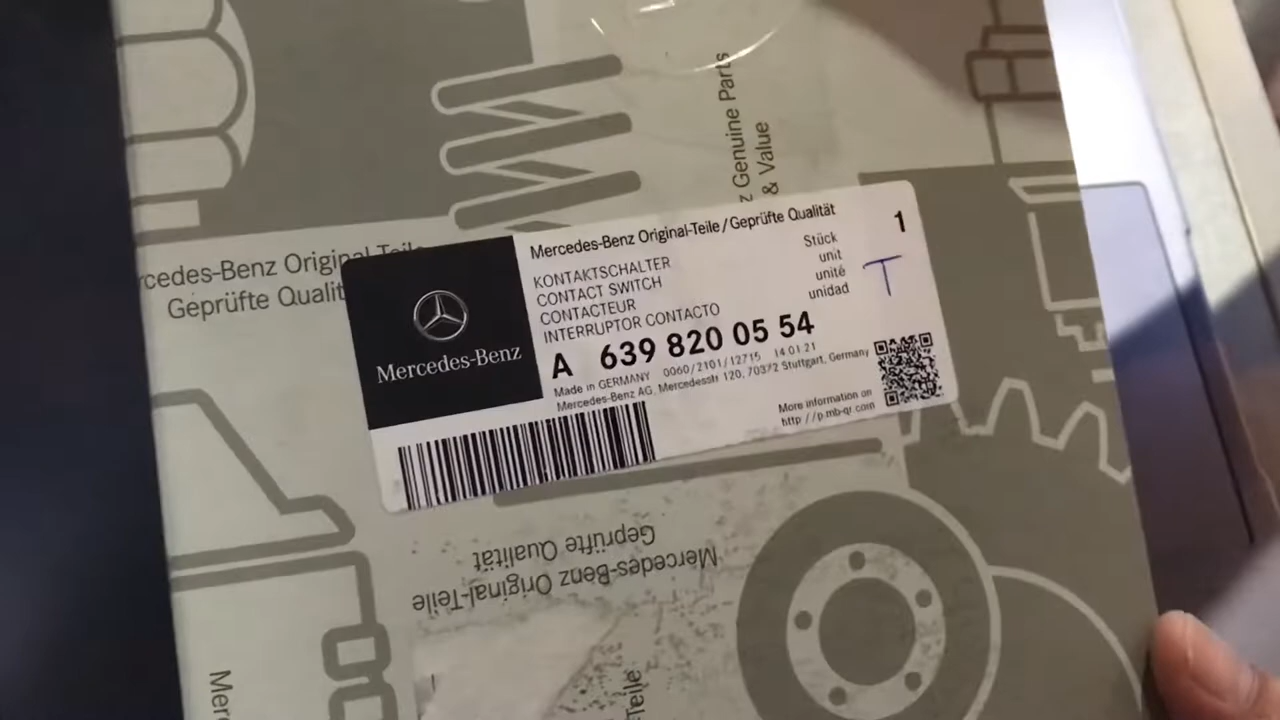 z Genuine Parts
& Value
rcedes-Benz Original-Teile
Geprüfte Qualit
Mercedes-Benz
Mercedes-Benz Original-Teile/Geprüfte Qualität
1
KONTAKTSCHALTER
CONTACT SWITCH
CONTACTEUR
INTERRUPTOR CONTACTO
Stück
unit
unité
unidad
T
A 639 820 05 54
Made in GERMANY 0060/2101/12715 14.01.21
Mercedes-Benz AG, Mercedesstr. 120, 70372 Stuttgart, Germany
More information on
http://p.mb-qr.com
Mercedes-Benz Original-Teile
Geprüfte Qualität
Mer
-Teile